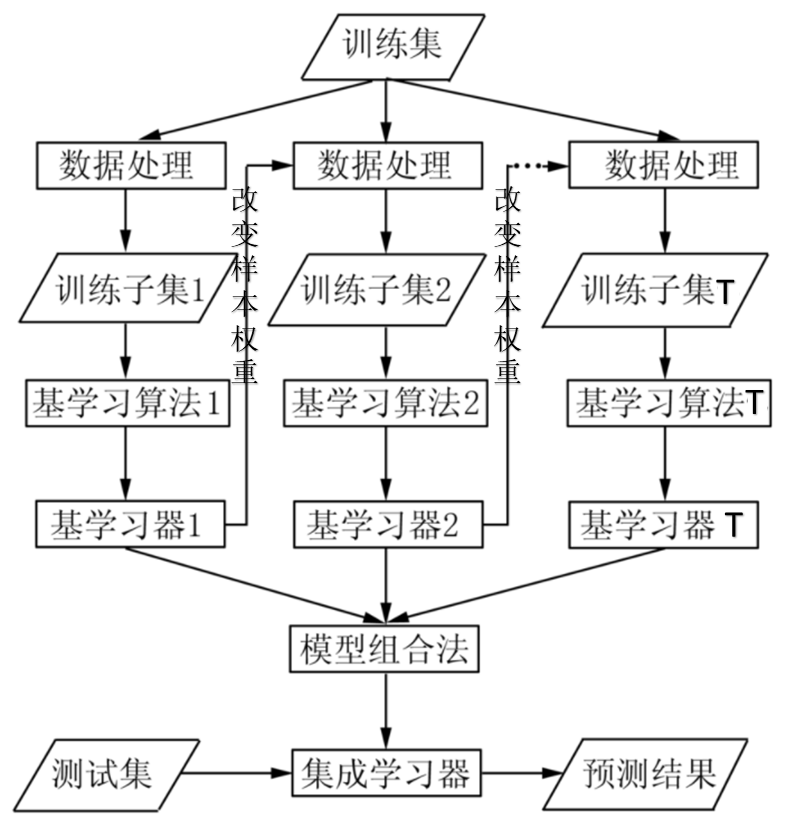 训练集
数据处理
数据处理
数据处理
改变样本权重
改变样本权重
训练子集1
训练子集2
训练子集T
基学习算法1
基学习算法2
基学习算法T
基学习器1
基学习器2
基学习器 T
模型组合法
测试集
集成学习器
预测结果